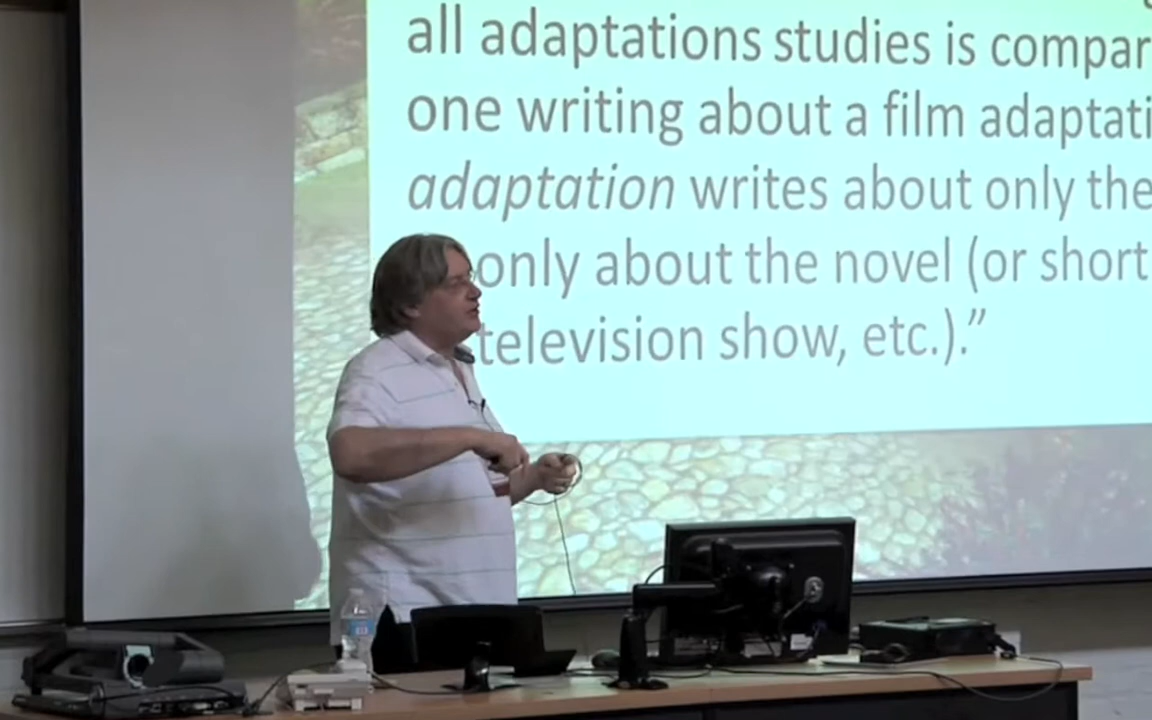 all adaptations studies is compar
one writing about a film adaptati
adaptation writes about only the
only about the novel (or short
television show, etc.).”